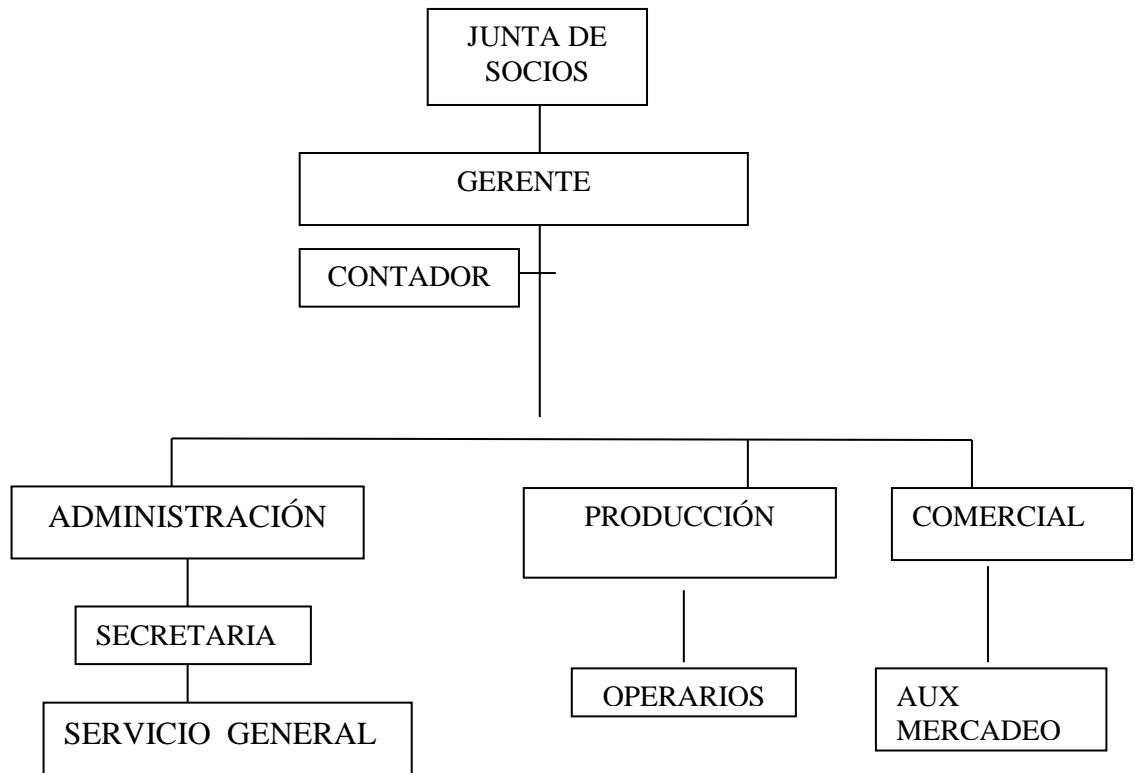 JUNTA DE
SOCIOS
GERENTE
CONTADOR
ADMINISTRACIÓN
PRODUCCIÓN
COMERCIAL
SECRETARIA
OPERARIOS
AUX
MERCADEO
SERVICIO GENERAL